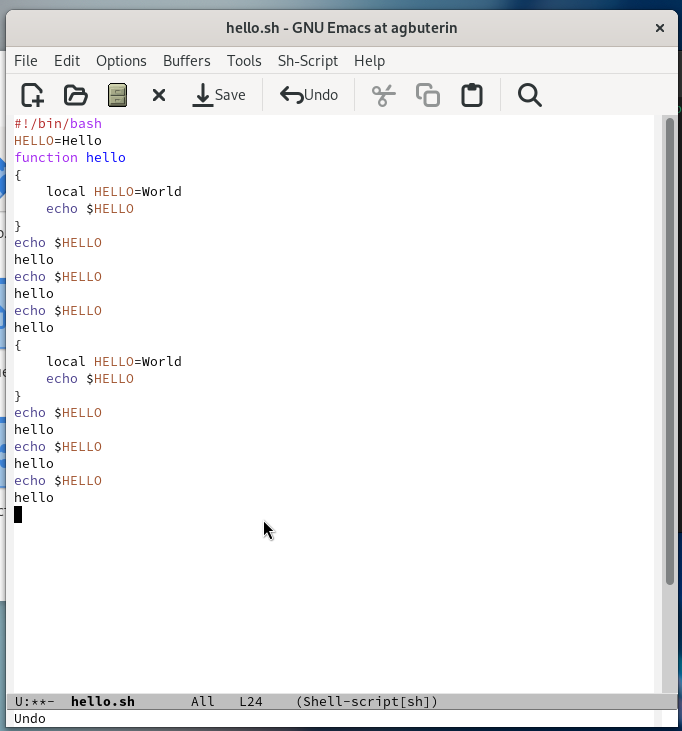 hello.sh - GNU Emacs at agbuterin
File Edit Options Buffers Tools Sh-Script Help
Save Undo
#!/bin/bash
HELLO=Hello
function hello
{
    local HELLO=World
    echo $HELLO
}
echo $HELLO
hello
echo $HELLO
hello
echo $HELLO
hello
{
    local HELLO=World
    echo $HELLO
}
echo $HELLO
hello
echo $HELLO
hello
echo $HELLO
hello
U:**-  hello.sh       All   L24    (Shell-script[sh])
Undo